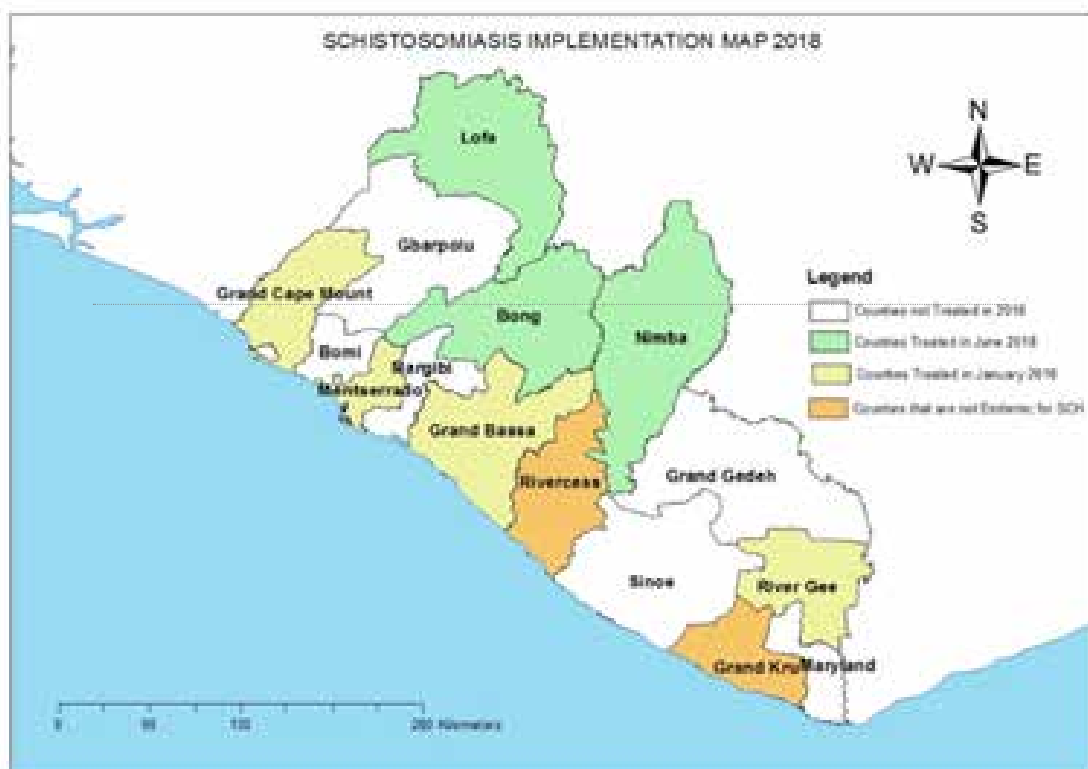 SCHISTOSOMIASIS IMPLEMENTATION MAP 2018
N
W E
S
Lofa
Gbarpolu
Grand Cape Mount
Bong
Nimba
Bomi
Margibi
Montserrado
Grand Bassa
Rivercess
Grand Gedeh
Sinoe
River Gee
Grand Kru
Maryland
Legend
Counties not Treated in 2018
Counties Treated in June 2018
Counties Treated in January 2018
Counties that are not Endemic for SCH
0 50 100 200 Kilometers